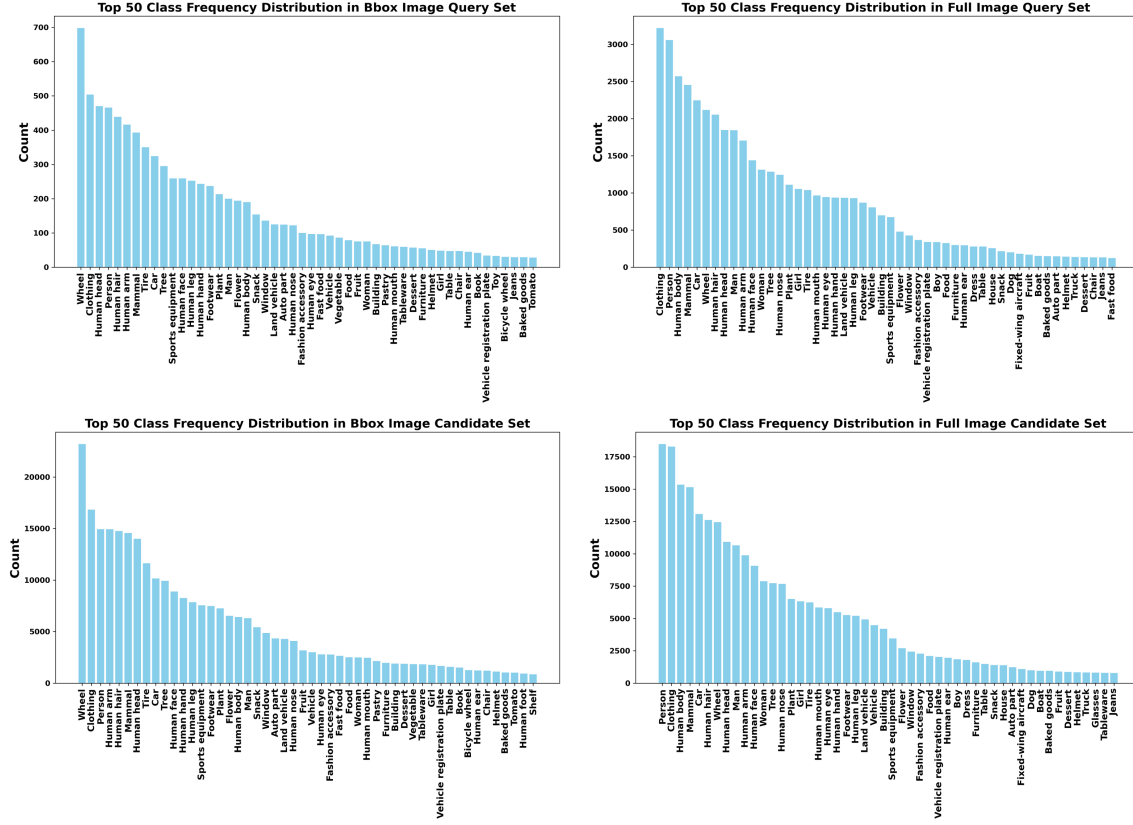 Top 50 Class Frequency Distribution in Bbox Image Query Set
Count
700
600
500
400
300
200
100
0
Wheel
Clothing
Human head
Person
Human hair
Human arm
Mammal
Tire
Car
Tree
Sports equipment
Human face
Human leg
Human hand
Footwear
Plant
Man
Flower
Human body
Snack
Window
Land vehicle
Auto part
Human nose
Fashion accessory
Human eye
Fast food
Vehicle
Vegetable
Food
Fruit
Woman
Building
Pastry
Human mouth
Tableware
Dessert
Furniture
Helmet
Girl
Table
Chair
Human ear
Book
Vehicle registration plate
Toy
Bicycle wheel
Jeans
Baked goods
Tomato
Top 50 Class Frequency Distribution in Full Image Query Set
Count
3000
2500
2000
1500
1000
500
0
Clothing
Person
Human body
Mammal
Car
Wheel
Human hair
Human head
Man
Human arm
Human face
Woman
Tree
Human nose
Plant
Girl
Tire
Human mouth
Human eye
Human hand
Land vehicle
Human leg
Footwear
Vehicle
Building
Sports equipment
Flower
Window
Fashion accessory
Vehicle registration plate
Boy
Food
Furniture
Human ear
Dress
Table
House
Snack
Dog
Fixed-wing aircraft
Fruit
Boat
Baked goods
Auto part
Helmet
Truck
Dessert
Chair
Jeans
Fast food
Top 50 Class Frequency Distribution in Bbox Image Candidate Set
Count
20000
15000
10000
5000
0
Wheel
Clothing
Person
Human arm
Human hair
Mammal
Human head
Tire
Car
Tree
Human face
Human hand
Human leg
Sports equipment
Footwear
Plant
Flower
Human body
Man
Snack
Window
Auto part
Land vehicle
Human nose
Fruit
Vehicle
Human eye
Fashion accessory
Fast food
Food
Woman
Human mouth
Pastry
Furniture
Building
Dessert
Vegetable
Tableware
Girl
Vehicle registration plate
Table
Book
Bicycle wheel
Human ear
Chair
Helmet
Baked goods
Tomato
Human foot
Shelf
Top 50 Class Frequency Distribution in Full Image Candidate Set
Count
17500
15000
12500
10000
7500
5000
2500
0
Person
Clothing
Human body
Mammal
Car
Human hair
Wheel
Human head
Man
Human arm
Human face
Woman
Tree
Human nose
Plant
Girl
Tire
Human mouth
Human eye
Human hand
Footwear
Human leg
Land vehicle
Vehicle
Building
Sports equipment
Flower
Window
Fashion accessory
Food
Vehicle registration plate
Human ear
Boy
Dress
Furniture
Table
Snack
House
Auto part
Fixed-wing aircraft
Dog
Boat
Baked goods
Fruit
Dessert
Helmet
Truck
Glasses
Tableware
Jeans